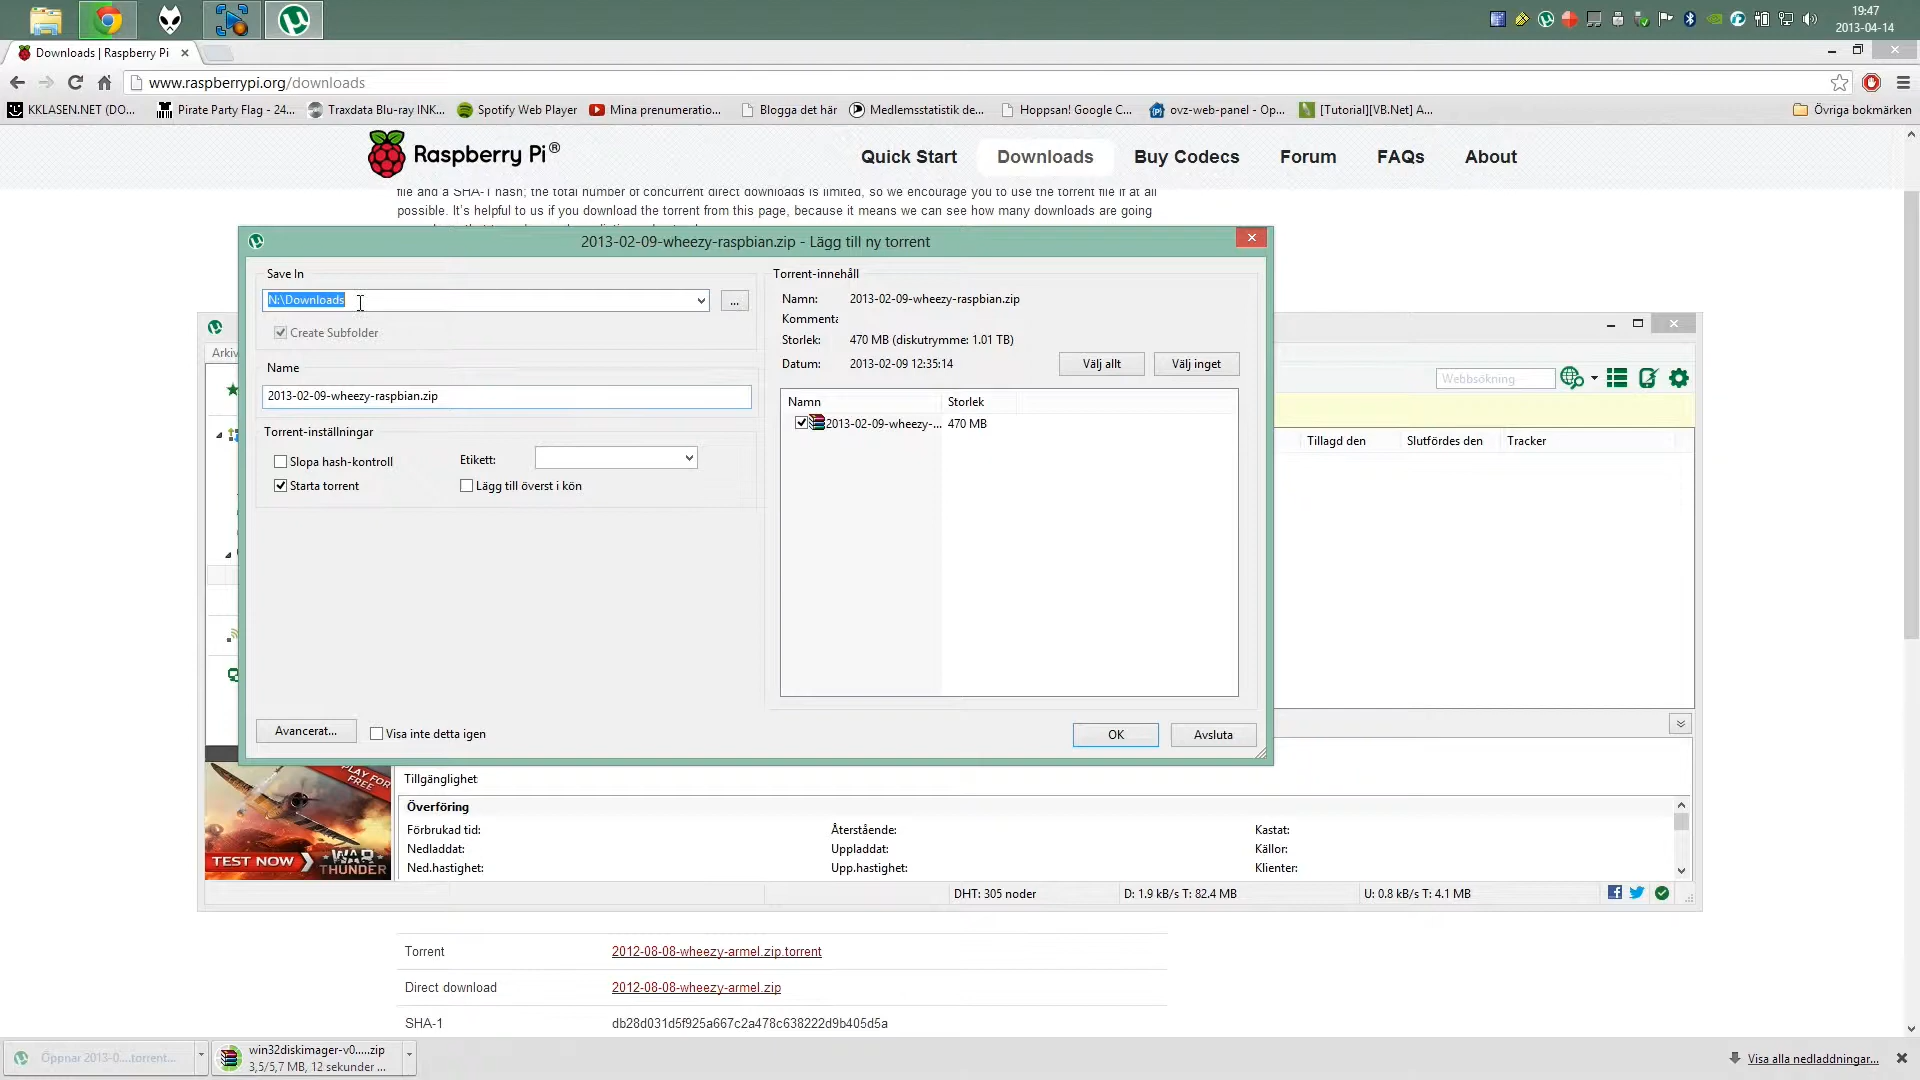 19:47
2013-04-14
Downloads | Raspberry Pi
www.raspberrypi.org/downloads
KKLASEN.NET (DO... Pirate Party Flag - 24... Traxdata Blu-ray INK... Spotify Web Player Mina prenumeratio... Blogga det här Medlemsstatistik de... Hoppsan! Google C... ovz-web-panel - Op... [Tutorial][VB.Net] A... Övriga bokmärken
Raspberry Pi® Quick Start Downloads Buy Codecs Forum FAQs About
file and a SHA-1 hash; the total number of concurrent direct downloads is limited, so we encourage you to use the torrent file if at all
possible. It's helpful to us if you download the torrent from this page, because it means we can see how many downloads are going
2013-02-09-wheezy-raspbian.zip - Lägg till ny torrent
Save In
N:\Downloads
...
Create Subfolder
Name
2013-02-09-wheezy-raspbian.zip
Torrent-inställningar
Slopa hash-kontroll
Etikett:
Starta torrent
Lägg till överst i kön
Avancerat...
Visa inte detta igen
Torrent-innehåll
Namn: 2013-02-09-wheezy-raspbian.zip
Kommenta
Storlek: 470 MB (diskutrymme: 1.01 TB)
Datum: 2013-02-09 12:35:14
Välj allt
Välj inget
Namn Storlek
2013-02-09-wheezy-... 470 MB
OK
Avsluta
Arkiv
Webbsökning
Tillagd den Slutfördes den Tracker
PLAY FOR
FREE
TEST NOW
WAR
THUNDER
Tillgänglighet
Överföring
Förbrukad tid: Återstående: Kastat:
Nedladdat: Uppladdat: Källor:
Ned.hastighet: Upp.hastighet: Klienter:
DHT: 305 noder D: 1.9 kB/s T: 82.4 MB U: 0.8 kB/s T: 4.1 MB
Torrent 2012-08-08-wheezy-armel.zip.torrent
Direct download 2012-08-08-wheezy-armel.zip
SHA-1 db28d031d5f925a667c2a478c638222d9b405d5a
Öppnar 2013-0....torrent...
win32diskimager-v0.....zip
3,5/5,7 MB, 12 sekunder ...
Visa alla nedladdningar...